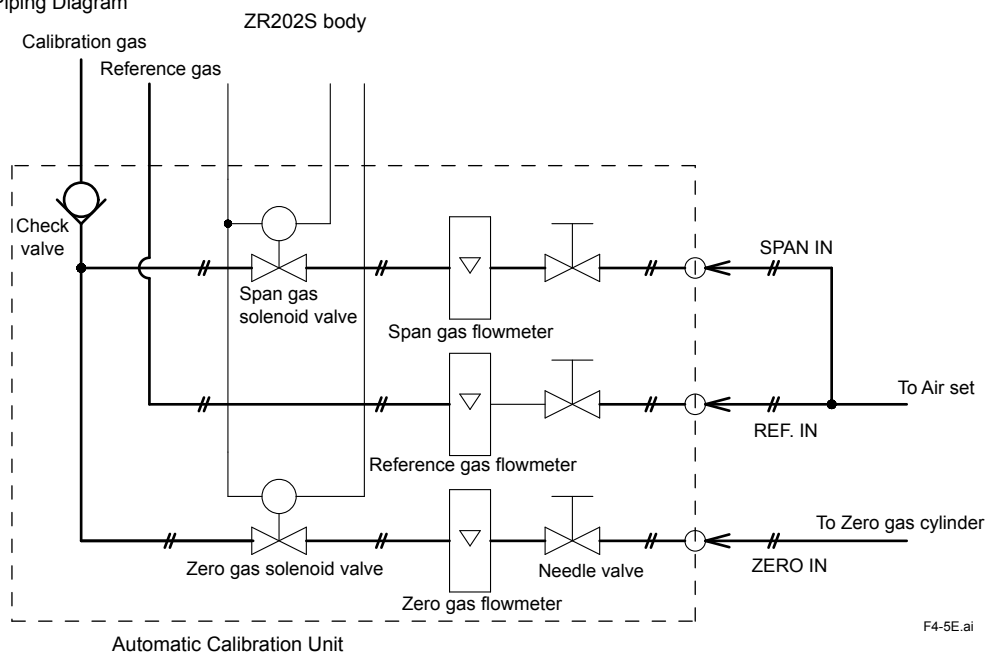 Piping Diagram
ZR202S body
Calibration gas
Reference gas
Check
valve
SPAN IN
Span gas
solenoid valve
Span gas flowmeter
To Air set
REF. IN
Reference gas flowmeter
To Zero gas cylinder
Zero gas solenoid valve
Needle valve
ZERO IN
Zero gas flowmeter
F4-5E.ai
Automatic Calibration Unit